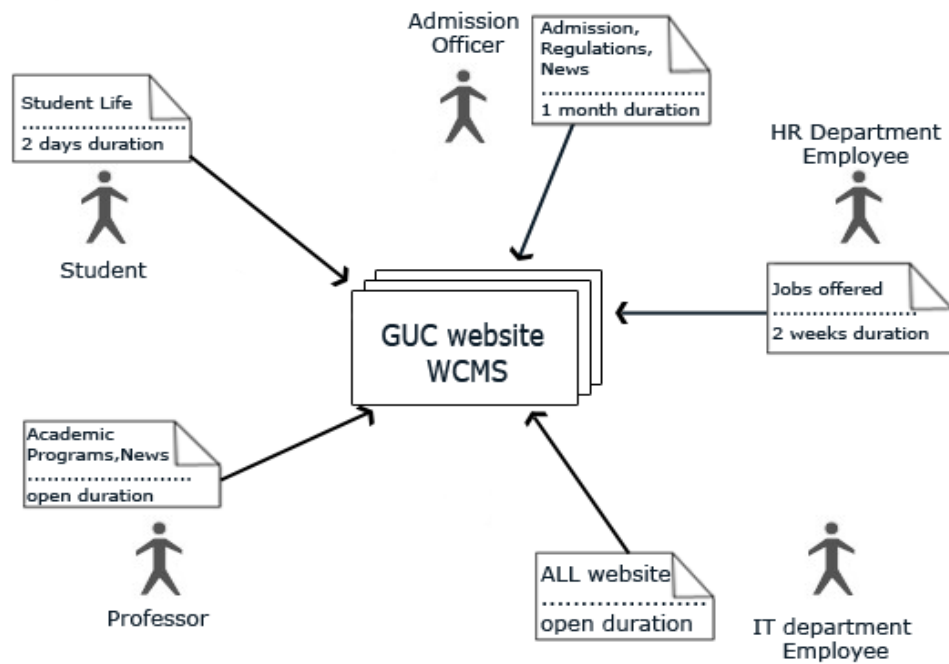 Admission
Officer
Admission,
Regulations,
News
1 month duration
Student Life
2 days duration
Student
HR Department
Employee
Jobs offered
2 weeks duration
GUC website
WCMS
Academic
Programs,News
open duration
Professor
ALL website
open duration
IT department
Employee